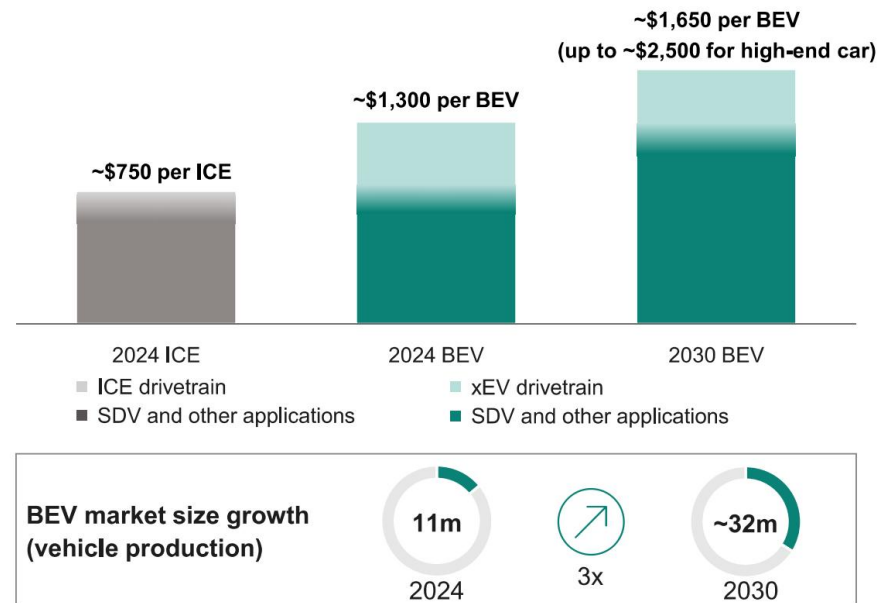 ~$1,650 per BEV
(up to ~$2,500 for high-end car)
~$1,300 per BEV
~$750 per ICE
2024 ICE
2024 BEV
2030 BEV
ICE drivetrain
xEV drivetrain
SDV and other applications
SDV and other applications
BEV market size growth
(vehicle production)
11m
2024
3x
~32m
2030